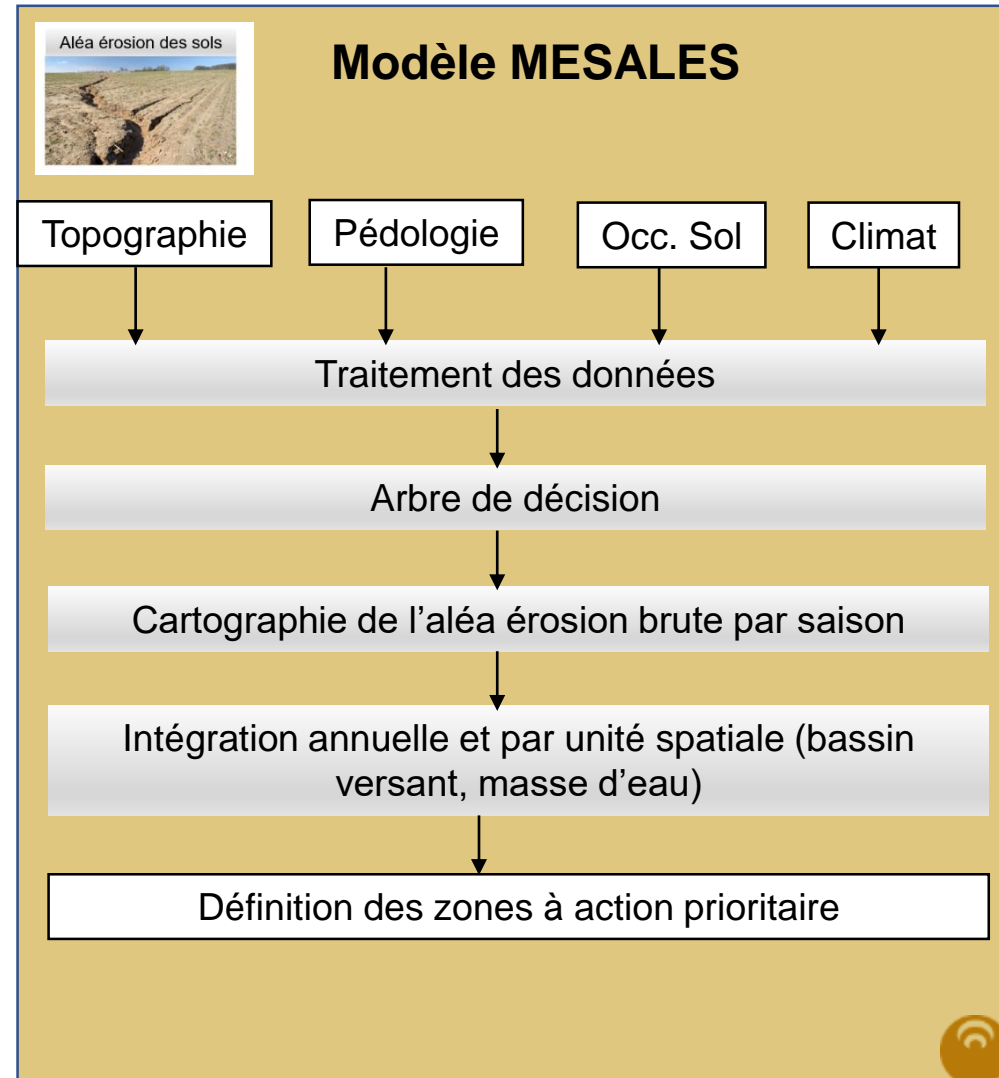 Aléa érosion des sols
Modèle MESALES
Topographie
Pédologie
Occ. Sol
Climat
Traitement des données
Arbre de décision
Cartographie de l’aléa érosion brute par saison
Intégration annuelle et par unité spatiale (bassin
versant, masse d’eau)
Définition des zones à action prioritaire